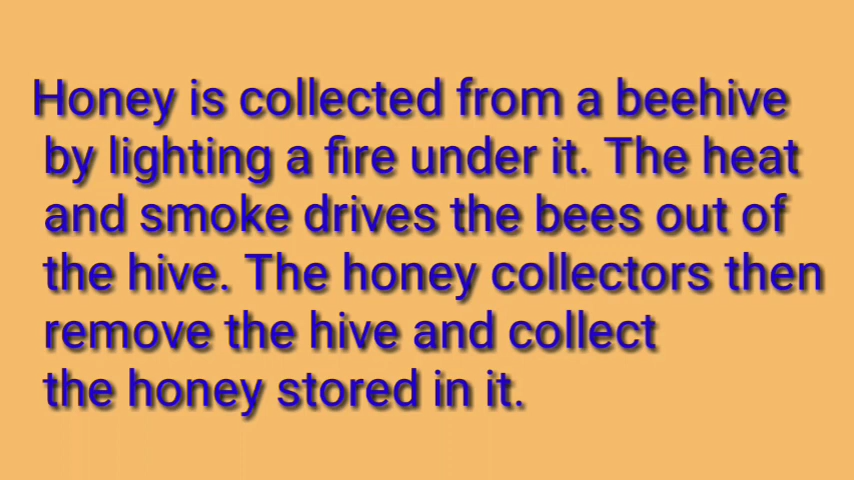 Honey is collected from a beehive
by lighting a fire under it. The heat
and smoke drives the bees out of
the hive. The honey collectors then
remove the hive and collect
the honey stored in it.